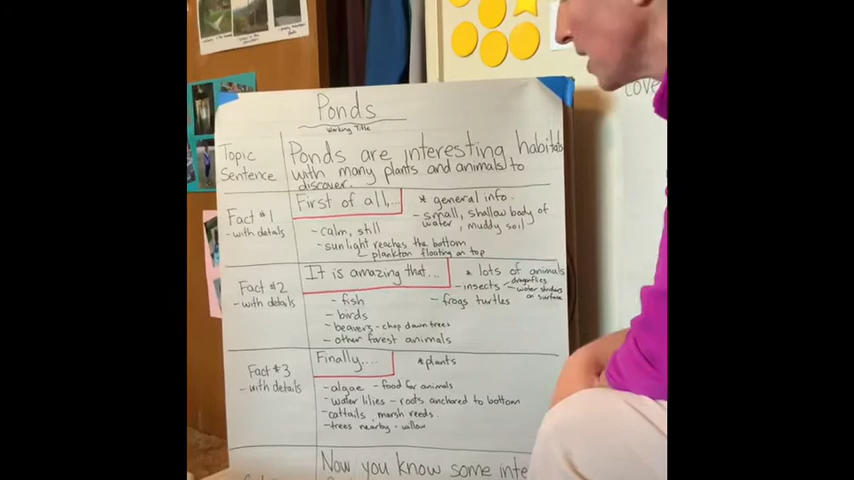 Ponds
Working Title
Topic
Sentence
Ponds are interesting habitats
with many plants and animals to
discover.
Fact #1
- with details
First of all,...
* general info.
- small, shallow body of
water, muddy soil
- calm, still
- sunlight reaches the bottom
plankton floating on top
Fact #2
- with details
It is amazing that...
* lots of animals
- insects - dragonflies
- water striders
on surface
- fish
- frogs turtles
- birds
- beavers - chop down trees
- other forest animals
Fact #3
- with details
Finally....
* plants
- algae - food for animals
- water lilies - roots anchored to bottom
- cattails, marsh reeds.
- trees nearby - willow
Now you know some inte